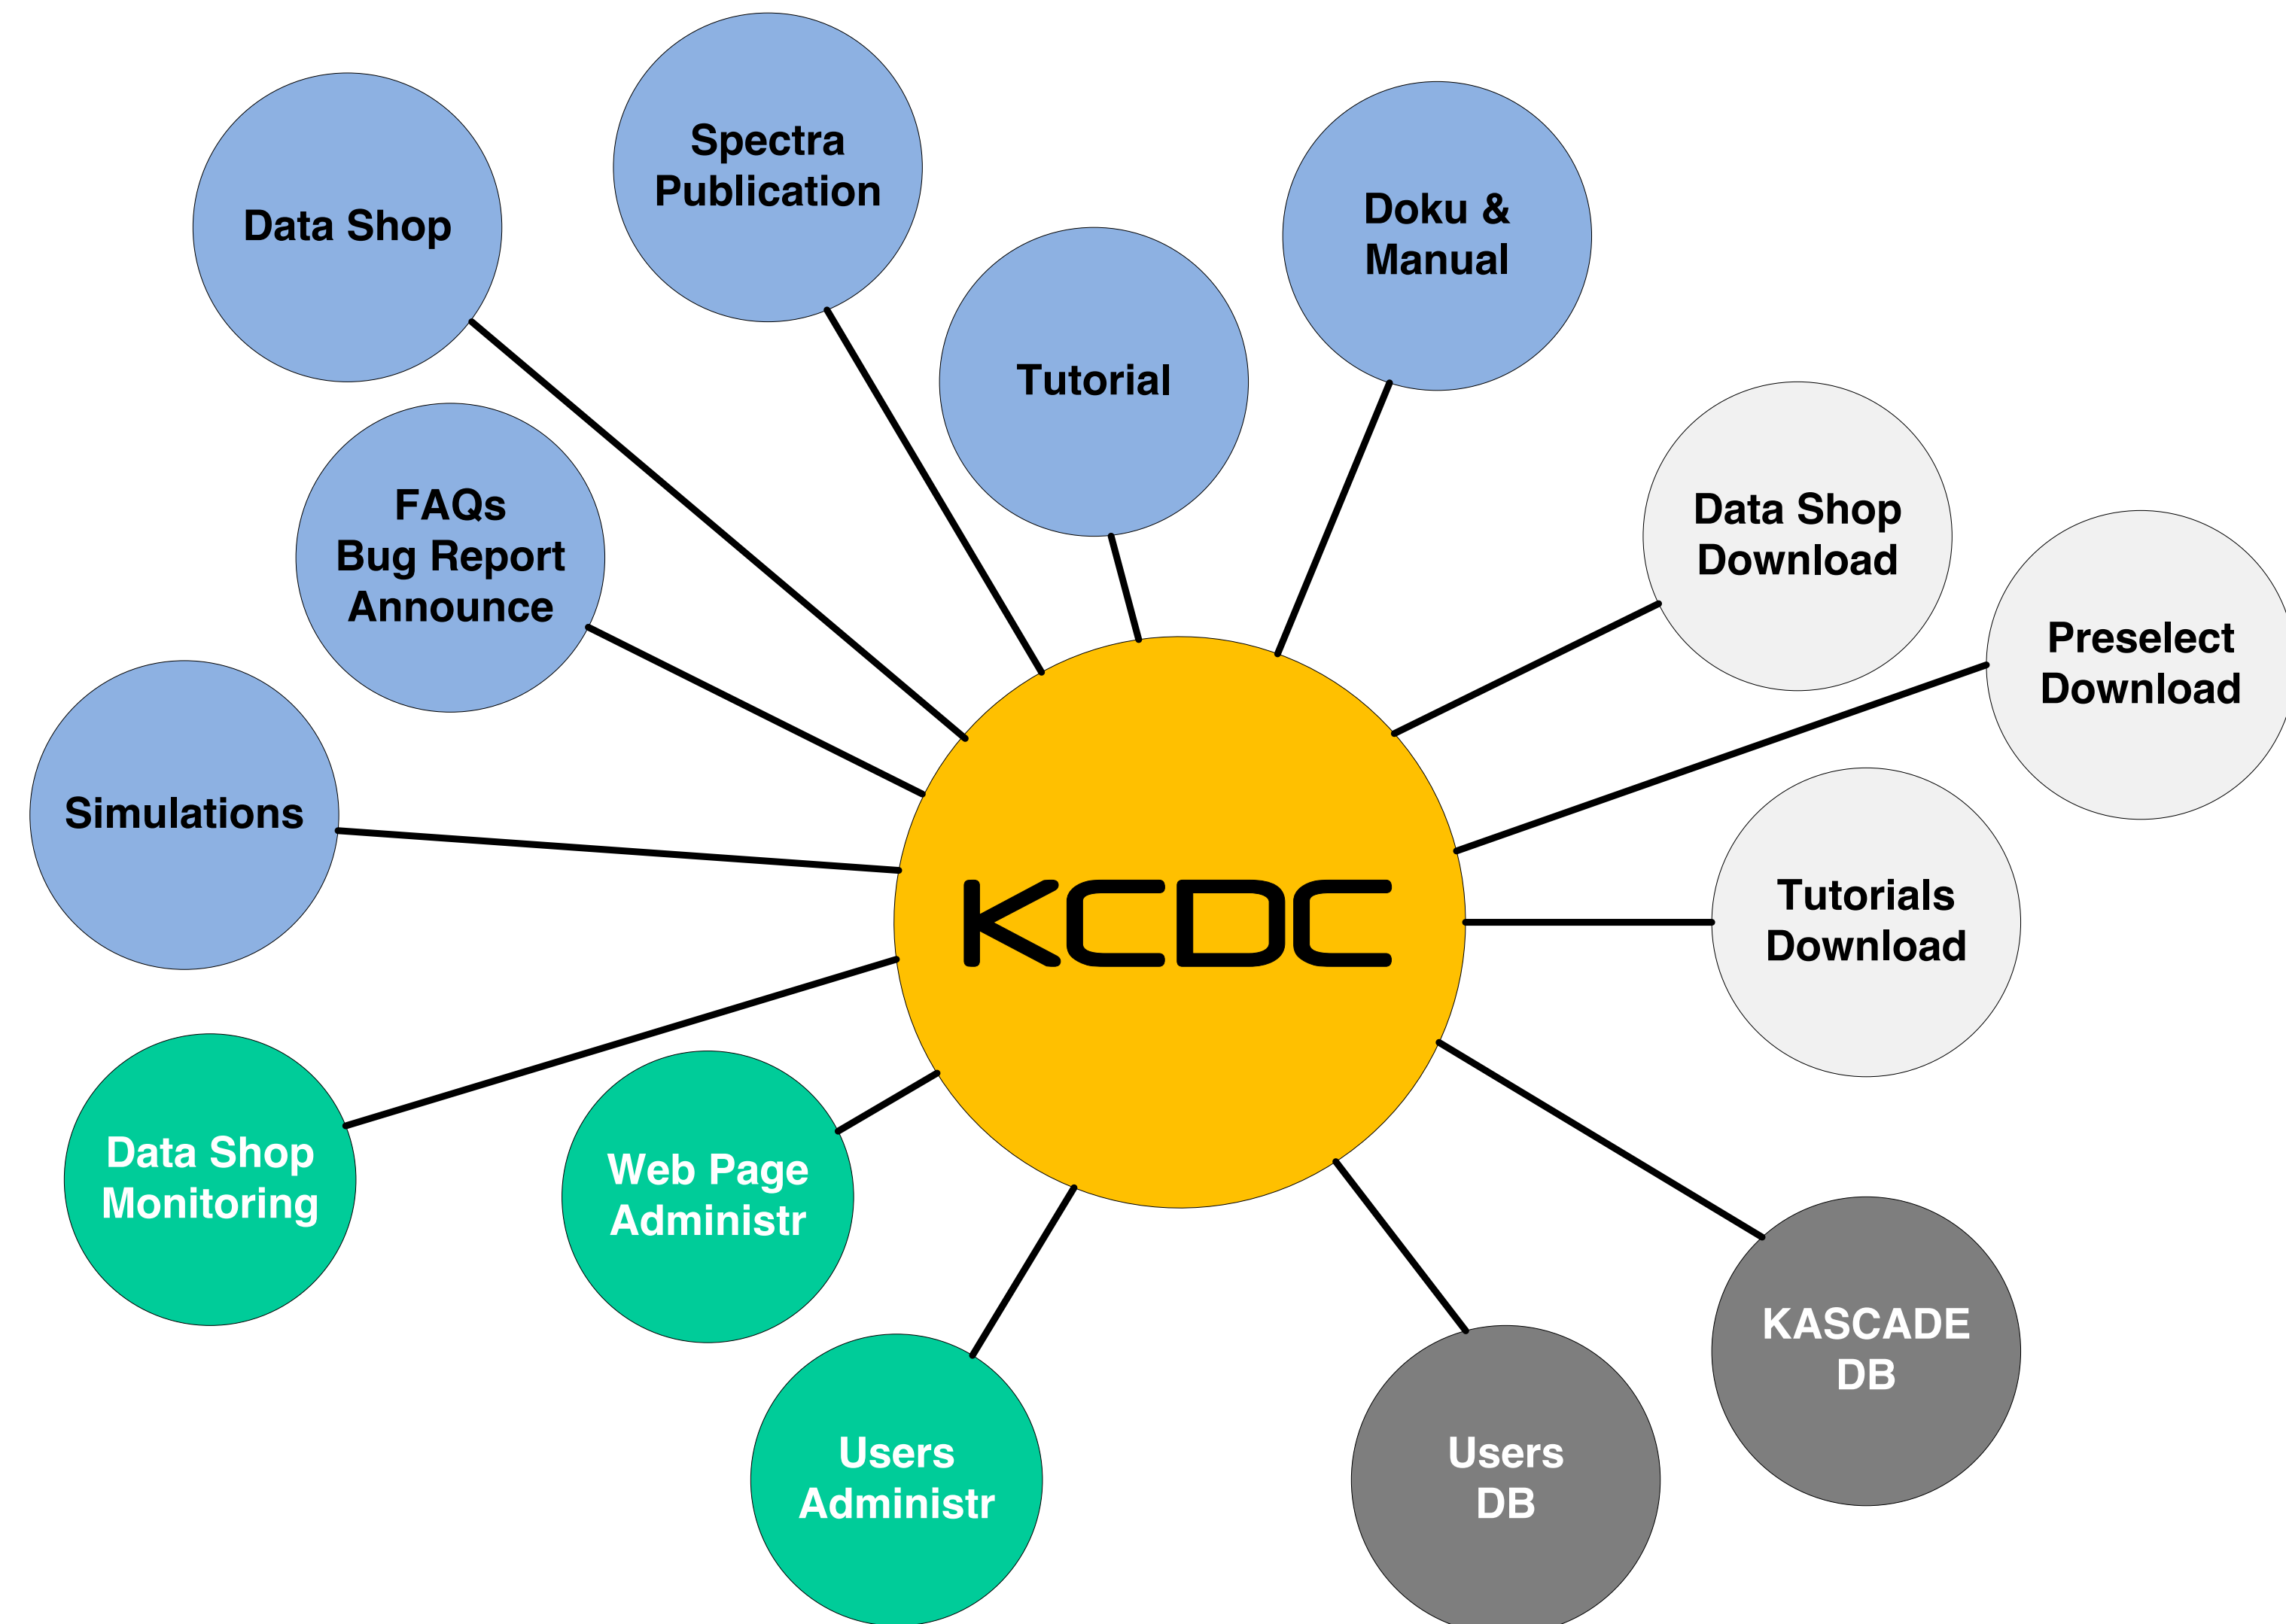 Spectra
Publication
Data Shop
Doku &
Manual
Tutorial
FAQs
Bug Report
Announce
Data Shop
Download
Preselect
Download
Simulations
KCDC
Tutorials
Download
Data Shop
Monitoring
Web Page
Administr
KASCADE
DB
Users
Administr
Users
DB